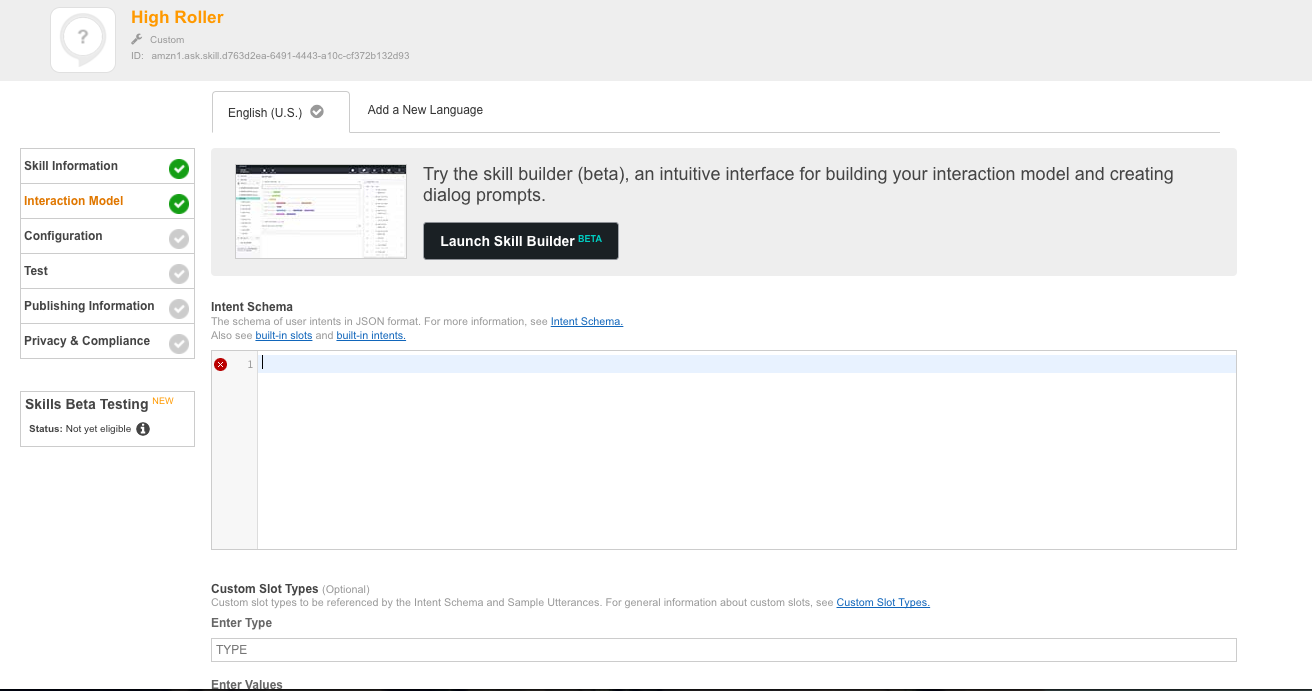 High Roller
?
Custom
ID: amzn1.ask.skill.d763d2ea-6491-4443-a10c-cf372b132d93
English (U.S.)
Add a New Language
Skill Information
Interaction Model
Configuration
Test
Publishing Information
Privacy & Compliance
Skills Beta Testing NEW
Status: Not yet eligible
Try the skill builder (beta), an intuitive interface for building your interaction model and creating
dialog prompts.
Launch Skill Builder BETA
Intent Schema
The schema of user intents in JSON format. For more information, see Intent Schema.
Also see built-in slots and built-in intents.
1
Custom Slot Types (Optional)
Custom slot types to be referenced by the Intent Schema and Sample Utterances. For general information about custom slots, see Custom Slot Types.
Enter Type
TYPE
Enter Values